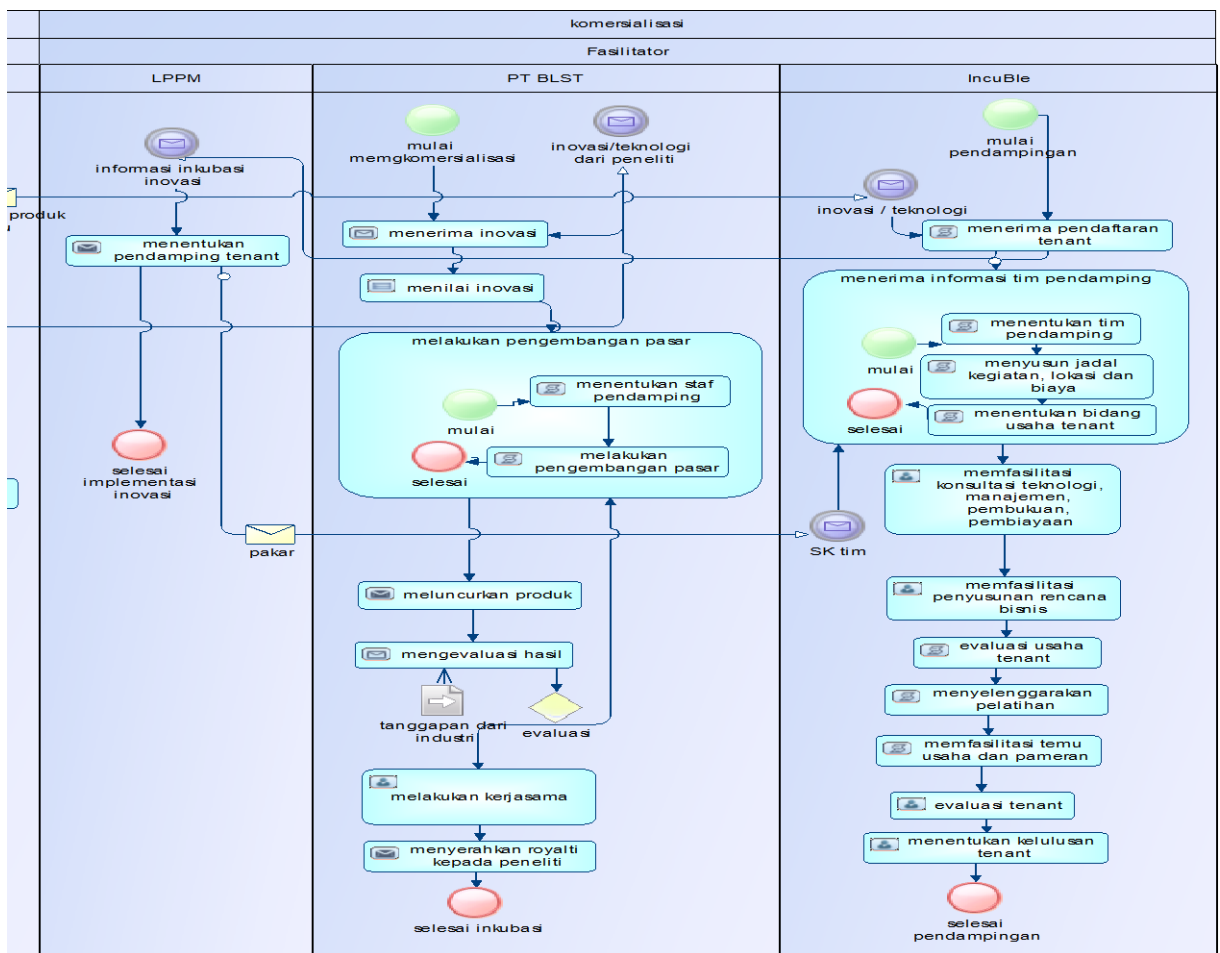 komersialisasi
Fasilitator
LPPM
PT BLST
IncuBle
informasi inkubasi
inovasi
menentukan
pendamping tenant
selesai
implementasi
inovasi
produk
pakar
mulai
memgkomersialisasi
inovasi/teknologi
dari peneliti
menerima inovasi
menilai inovasi
melakukan pengembangan pasar
menentukan staf
pendamping
mulai
melakukan
pengembangan pasar
selesai
meluncurkan produk
mengevaluasi hasil
tanggapan dari
industri
evaluasi
melakukan kerjasama
menyerahkan royalti
kepada peneliti
selesai inkubasi
mulai
pendampingan
inovasi / teknologi
menerima pendaftaran
tenant
menerima informasi tim pendamping
menentukan tim
pendamping
mulai
menyusun jadal
kegiatan, lokasi dan
biaya
menentukan bidang
usaha tenant
selesai
memfasilitasi
konsultasi teknologi,
manajemen,
pembukuan,
pembiayaan
SK tim
memfasilitasi
penyusunan rencana
bisnis
evaluasi usaha
tenant
menyelenggarakan
pelatihan
memfasilitasi temu
usaha dan pameran
evaluasi tenant
menentukan kelulusan
tenant
selesai
pendampingan